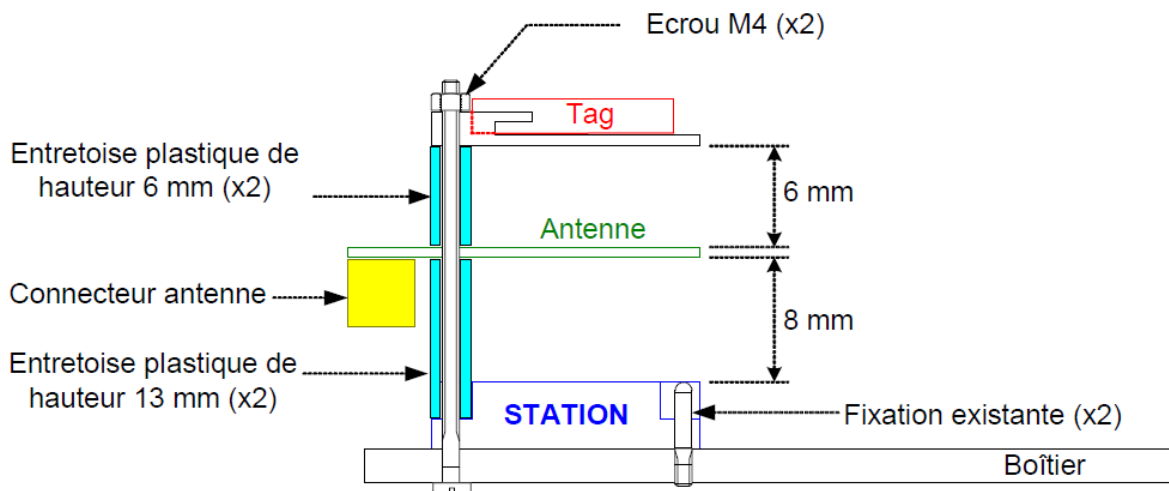 Ecrou M4 (x2)
Tag
Entretoise plastique de
hauteur 6 mm (x2)
6 mm
Antenne
Connecteur antenne
8 mm
Entretoise plastique de
hauteur 13 mm (x2)
STATION
Fixation existante (x2)
Boîtier